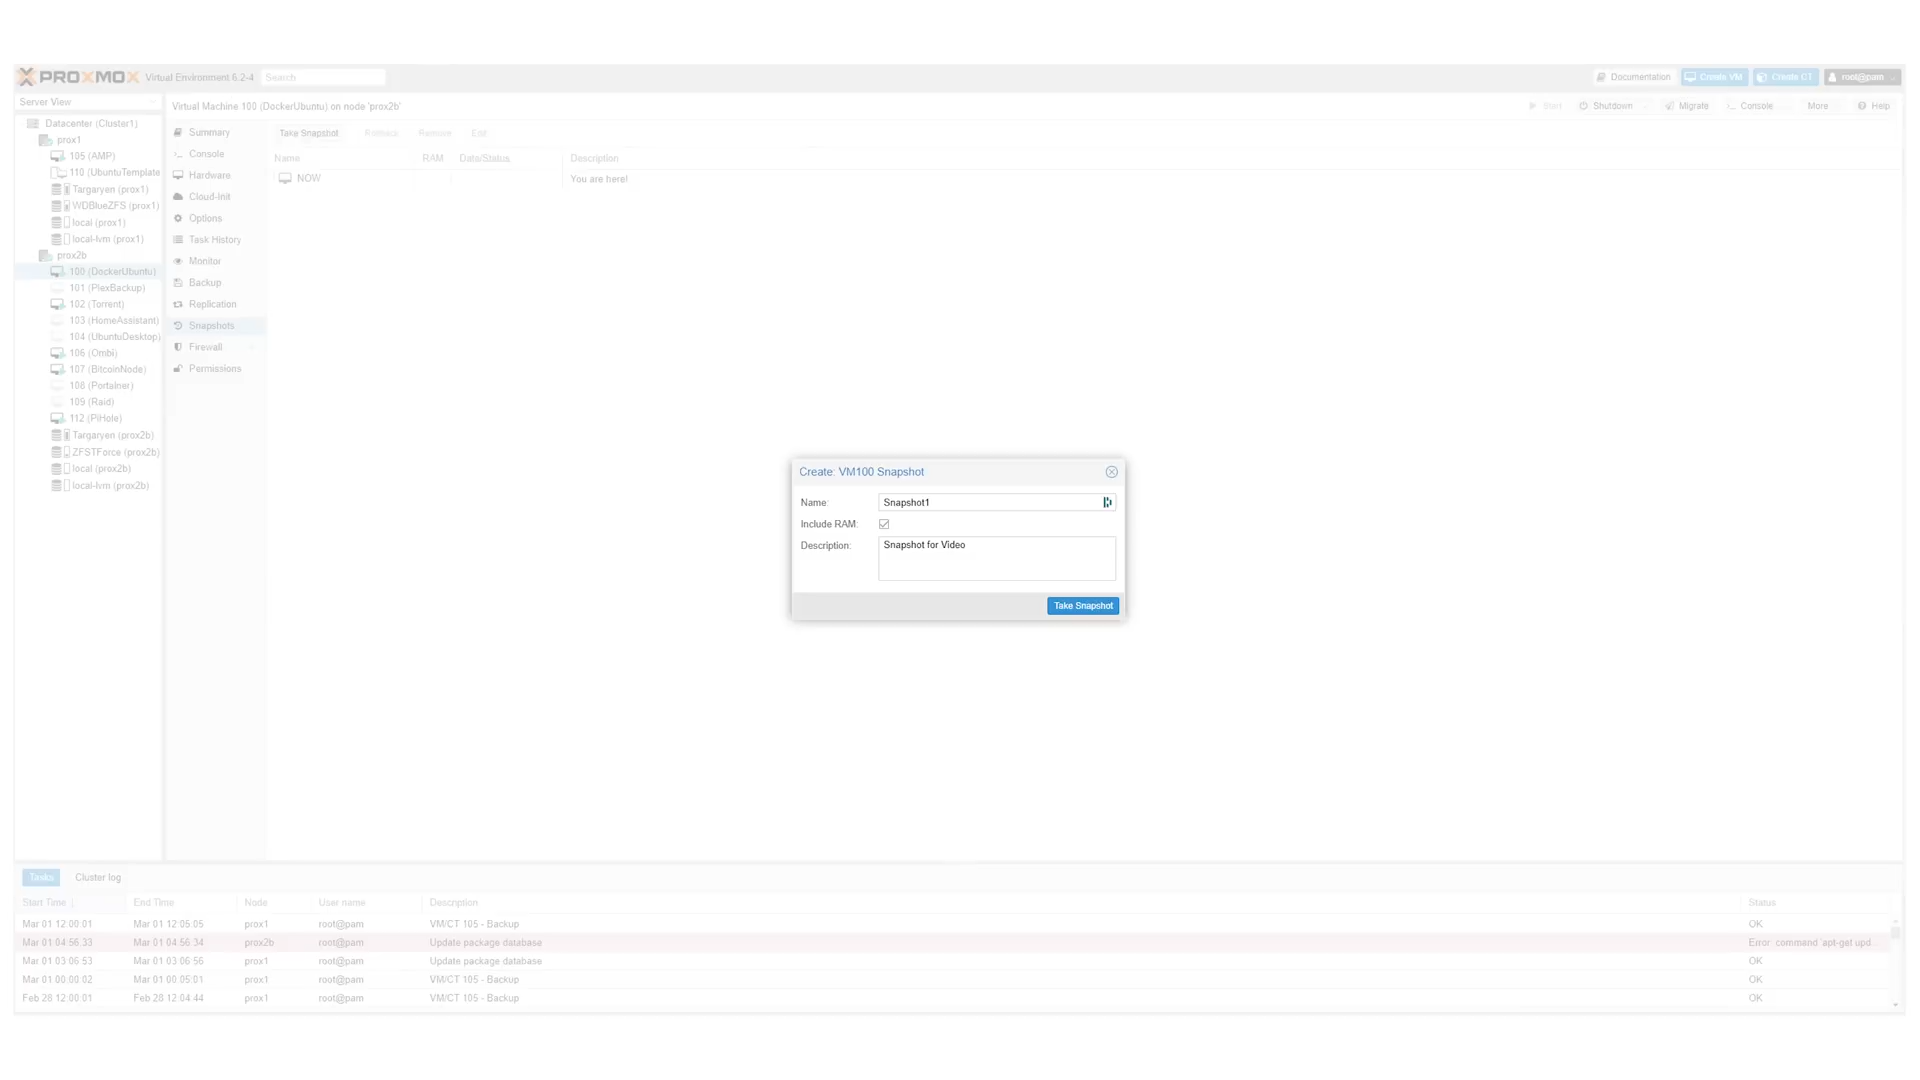 PROXMOX Virtual Environment 6.2-4 Search
Documentation Create VM Create CT root@pam
Server View
Virtual Machine 100 (DockerUbuntu) on node 'prox2b'
Start Shutdown Migrate Console More Help
Datacenter (Cluster1)
prox1
105 (AMP)
110 (UbuntuTemplate
Targaryen (prox1)
WDBlueZFS (prox1)
local (prox1)
local-lvm (prox1)
prox2b
100 (DockerUbuntu)
101 (PlexBackup)
102 (Torrent)
103 (HomeAssistant)
104 (UbuntuDesktop)
106 (Ombi)
107 (BitcoinNode)
108 (Portainer)
109 (Raid)
112 (PiHole)
Targaryen (prox2b)
ZFSTForce (prox2b)
local (prox2b)
local-lvm (prox2b)
Summary
Console
Hardware
Cloud-Init
Options
Task History
Monitor
Backup
Replication
Snapshots
Firewall
Permissions
Take Snapshot Rollback Remove Edit
Name RAM Data/Status Description
NOW You are here!
Create: VM100 Snapshot
Name: Snapshot1
Include RAM:
Description: Snapshot for Video
Take Snapshot
Tasks Cluster log
Start Time ↓ End Time Node User name Description Status
Mar 01 12:00:01 Mar 01 12:05:05 prox1 root@pam VM/CT 105 - Backup OK
Mar 01 04:56:33 Mar 01 04:56:34 prox2b root@pam Update package database Error: command 'apt-get upd...
Mar 01 03:06:53 Mar 01 03:06:56 prox1 root@pam Update package database OK
Mar 01 00:00:02 Mar 01 00:05:01 prox1 root@pam VM/CT 105 - Backup OK
Feb 28 12:00:01 Feb 28 12:04:44 prox1 root@pam VM/CT 105 - Backup OK